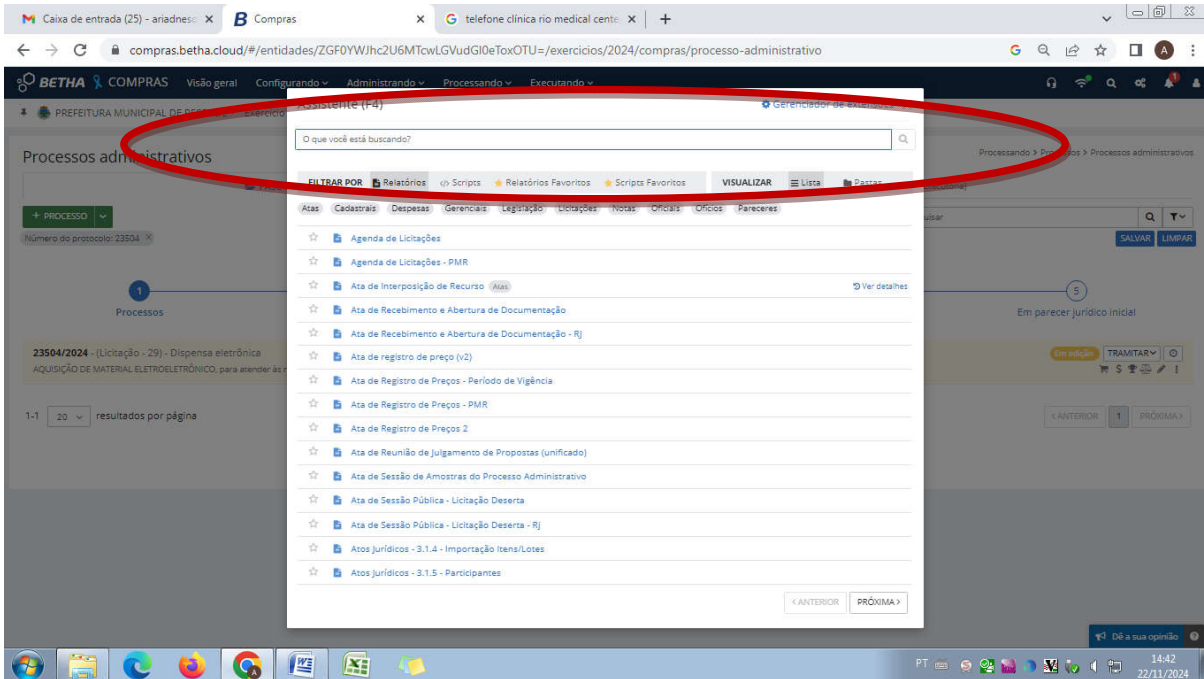 Caixa de entrada (25) - ariadnesc
Compras
telefone clínica rio medical cente
compras.betha.cloud/#/entidades/ZGF0YWJhc2U6MTcwLGVudGl0eToxOTU=/exercicios/2024/compras/processo-administrativo
A
BETHA COMPRAS Visão geral Configurando Administrando Processando Executando
1
PREFEITURA MUNICIPAL DE Exercício
Assistente (F4) Gerenciador de extensões
O que você está buscando?
Processos administrativos
Processando > Processos > Processos administrativos
FILTRAR POR Relatórios Scripts Relatórios Favoritos Scripts Favoritos VISUALIZAR Lista Pastas
Atas Cadastrais Despesas Gerenciais Legislação Licitações Notas Oficiais Ofícios Pareceres
+ PROCESSO
Número do protocolo: 23504
SALVAR LIMPAR
Agenda de Licitações
Agenda de Licitações - PMR
Ata de Interposição de Recurso Atas Ver detalhes
1
Processos
5
Em parecer jurídico inicial
Ata de Recebimento e Abertura de Documentação
Ata de Recebimento e Abertura de Documentação - RJ
23504/2024 - (Licitação - 29) - Dispensa eletrônica
Em edição TRAMITAR
AQUISIÇÃO DE MATERIAL ELETROELETRÔNICO, para atender às
Ata de registro de preço (v2)
Ata de Registro de Preços - Período de Vigência
Ata de Registro de Preços - PMR
1-1 20 resultados por página
< ANTERIOR 1 PRÓXIMA >
Ata de Registro de Preços 2
Ata de Reunião de Julgamento de Propostas (unificado)
Ata de Sessão de Amostras do Processo Administrativo
Ata de Sessão Pública - Licitação Deserta
Ata de Sessão Pública - Licitação Deserta - RJ
Atos Jurídicos - 3.1.4 - Importação Itens/Lotes
Atos Jurídicos - 3.1.5 - Participantes
< ANTERIOR PRÓXIMA >
Dê a sua opinião
PT
14:42
22/11/2024